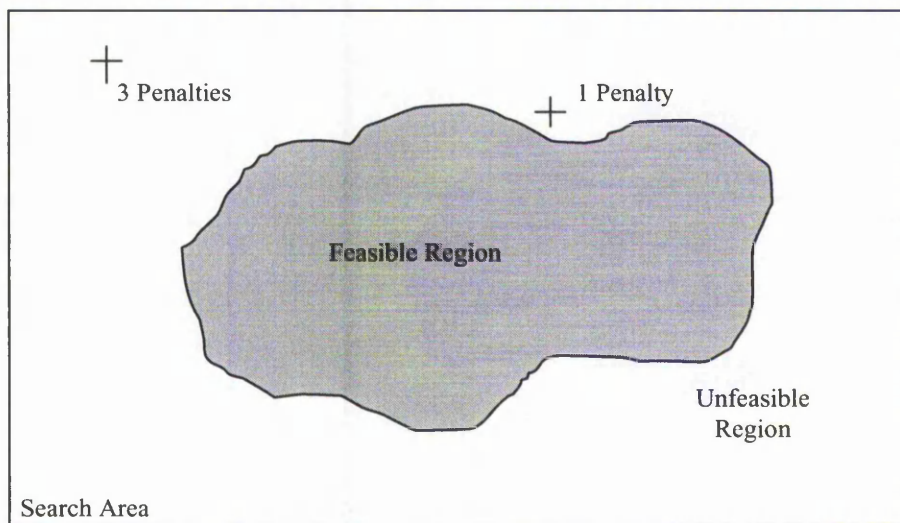 3 Penalties
1 Penalty
Feasible Region
Unfeasible
Region
Search Area